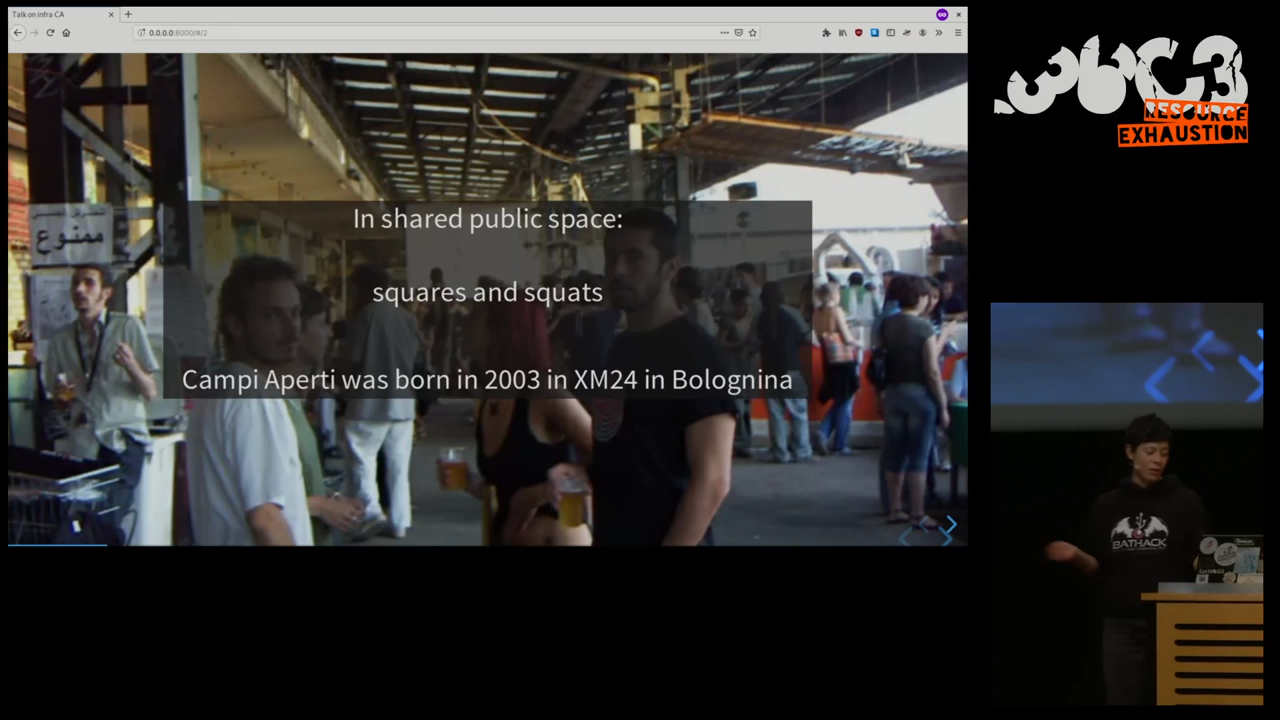 Talk on infra CA
0.0.0.0:8000/#/2
36C3
RESOURCE
EXHAUSTION
ممنوع
In shared public space:
squares and squats
Campi Aperti was born in 2003 in XM24 in Bolognina
BATHACK